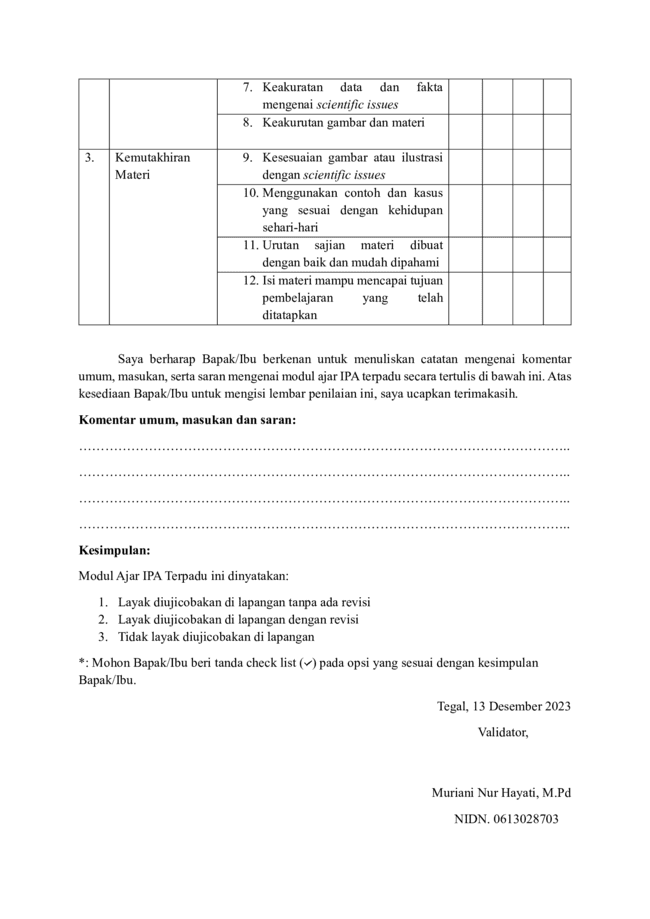 7. Keakuratan data dan fakta
mengenai scientific issues
8. Keakurutan gambar dan materi
3. Kemutakhiran
Materi
9. Kesesuaian gambar atau ilustrasi
dengan scientific issues
10. Menggunakan contoh dan kasus
yang sesuai dengan kehidupan
sehari-hari
11. Urutan sajian materi dibuat
dengan baik dan mudah dipahami
12. Isi materi mampu mencapai tujuan
pembelajaran yang telah
ditatapkan
Saya berharap Bapak/Ibu berkenan untuk menuliskan catatan mengenai komentar
umum, masukan, serta saran mengenai modul ajar IPA terpadu secara tertulis di bawah ini. Atas
kesediaan Bapak/Ibu untuk mengisi lembar penilaian ini, saya ucapkan terimakasih.
Komentar umum, masukan dan saran:
…………………………………………………………………………………………………..
…………………………………………………………………………………………………..
…………………………………………………………………………………………………..
…………………………………………………………………………………………………..
Kesimpulan:
Modul Ajar IPA Terpadu ini dinyatakan:
1. Layak diujicobakan di lapangan tanpa ada revisi
2. Layak diujicobakan di lapangan dengan revisi
3. Tidak layak diujicobakan di lapangan
*: Mohon Bapak/Ibu beri tanda check list (✓) pada opsi yang sesuai dengan kesimpulan
Bapak/Ibu.
Tegal, 13 Desember 2023
Validator,
Muriani Nur Hayati, M.Pd
NIDN. 0613028703